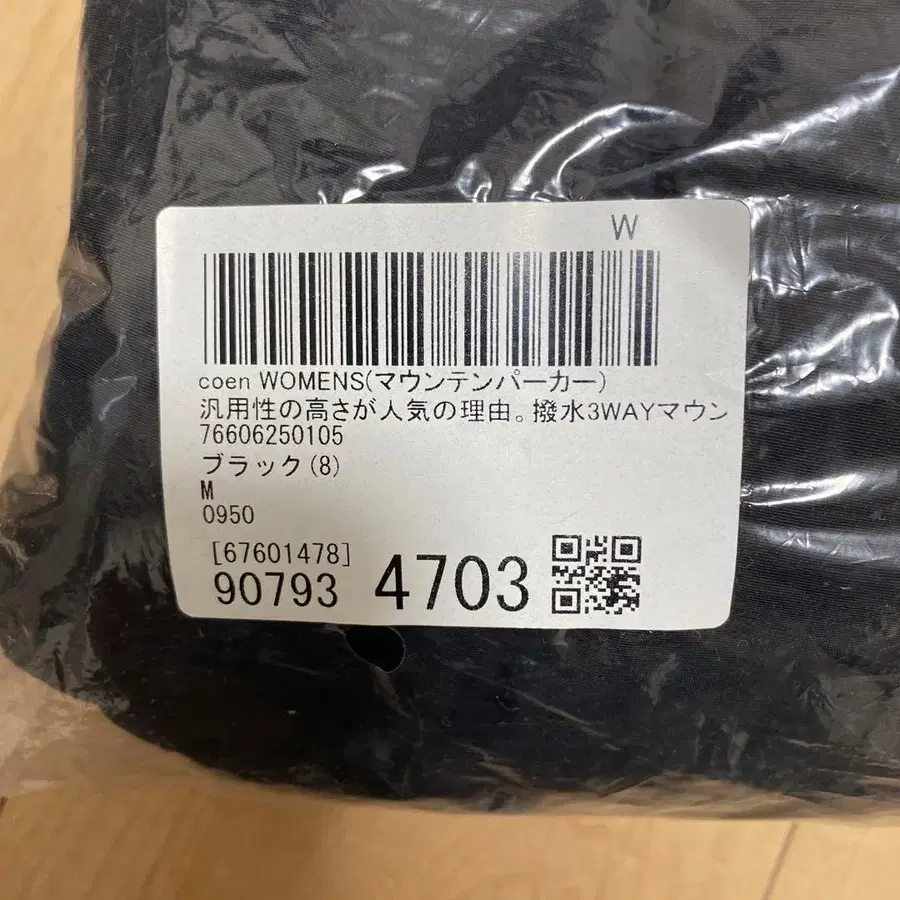 W
coen WOMENS(マウンテンパーカー)
汎用性の高さが人気の理由。撥水3WAYマウン
76606250105
ブラック(8)
M
0950
[67601478]
90793 4703